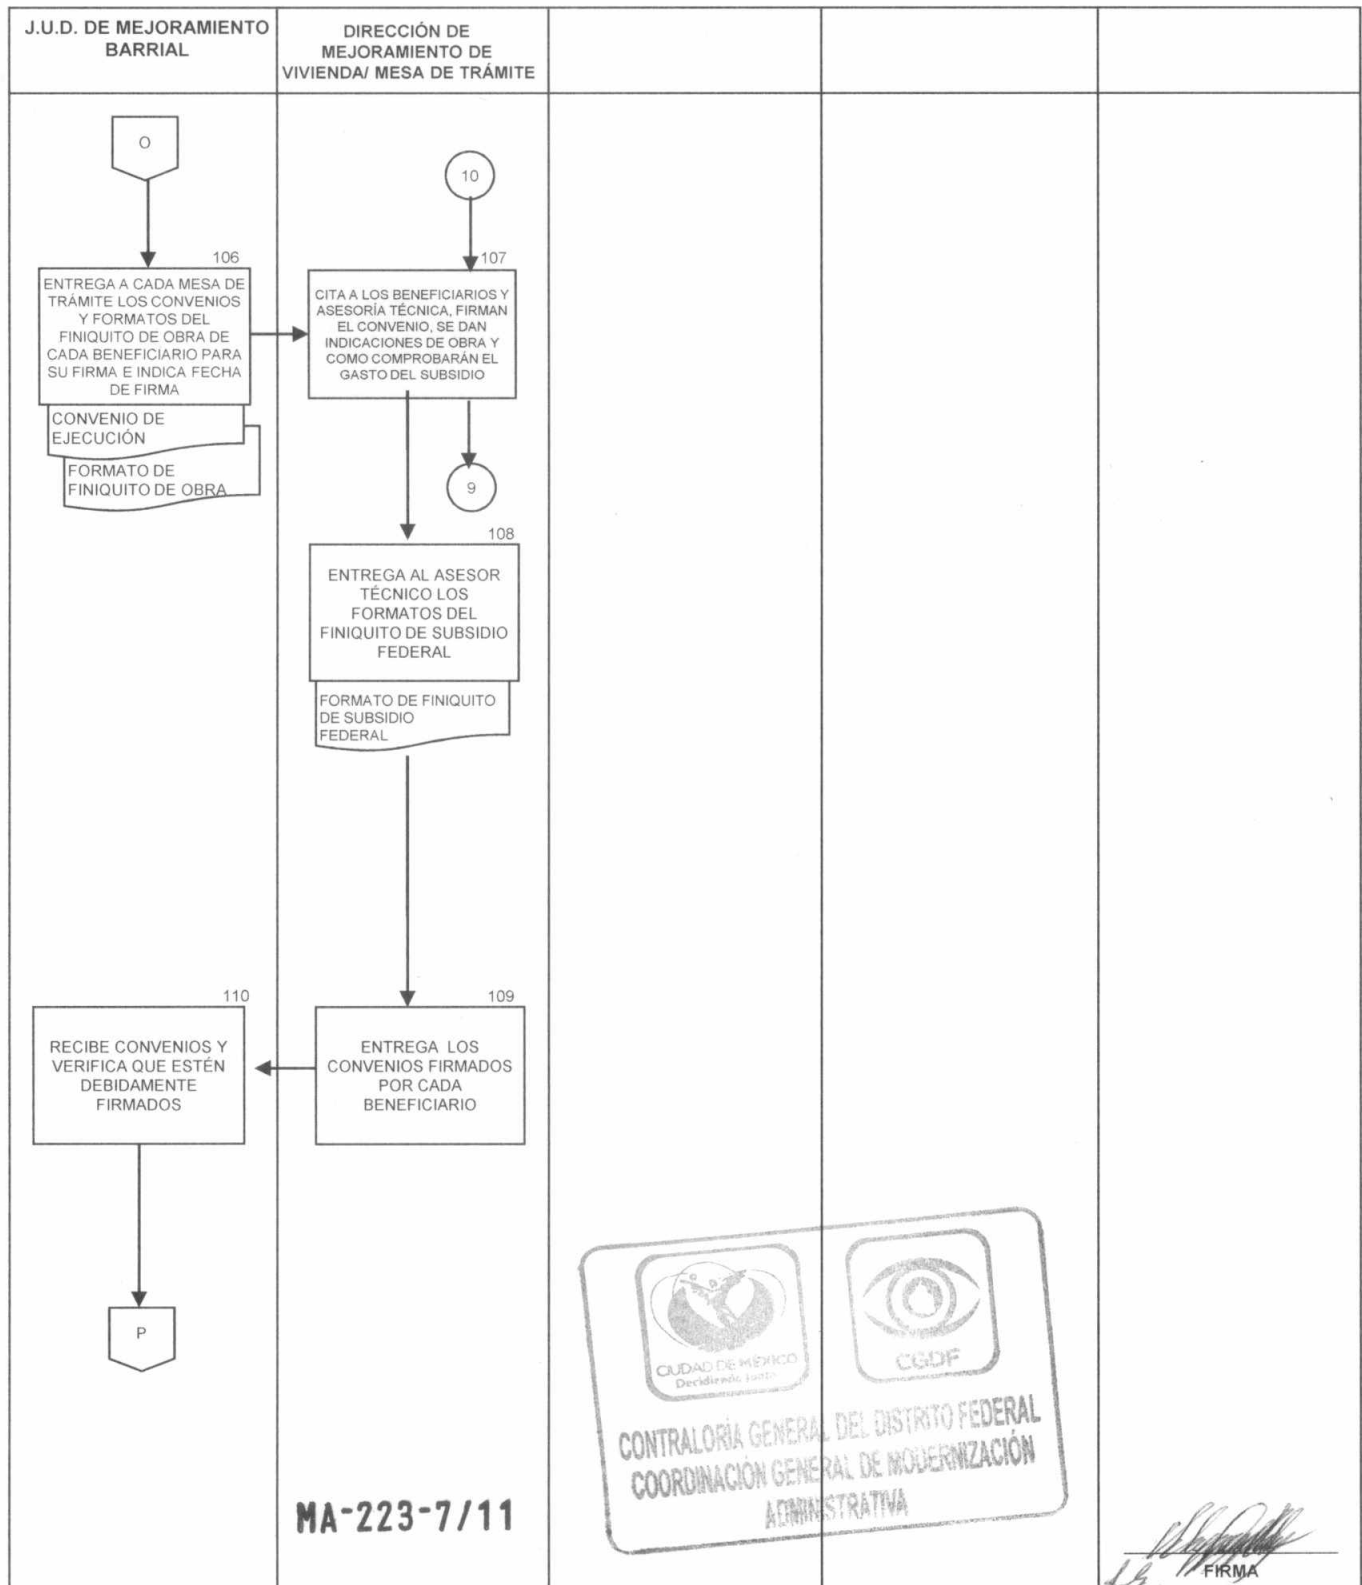 J.U.D. DE MEJORAMIENTO
BARRIAL
DIRECCIÓN DE
MEJORAMIENTO DE
VIVIENDA/ MESA DE TRÁMITE
O
10
106
ENTREGA A CADA MESA DE
TRÁMITE LOS CONVENIOS
Y FORMATOS DEL
FINIQUITO DE OBRA DE
CADA BENEFICIARIO PARA
SU FIRMA E INDICA FECHA
DE FIRMA
CONVENIO DE
EJECUCIÓN
FORMATO DE
FINIQUITO DE OBRA
107
CITA A LOS BENEFICIARIOS Y
ASESORÍA TÉCNICA, FIRMAN
EL CONVENIO, SE DAN
INDICACIONES DE OBRA Y
COMO COMPROBARÁN EL
GASTO DEL SUBSIDIO
9
108
ENTREGA AL ASESOR
TÉCNICO LOS
FORMATOS DEL
FINIQUITO DE SUBSIDIO
FEDERAL
FORMATO DE FINIQUITO
DE SUBSIDIO
FEDERAL
109
ENTREGA LOS
CONVENIOS FIRMADOS
POR CADA
BENEFICIARIO
110
RECIBE CONVENIOS Y
VERIFICA QUE ESTÉN
DEBIDAMENTE
FIRMADOS
P
CIUDAD DE MÉXICO
Decidiendo Juntos
CGDF
CONTRALORÍA GENERAL DEL DISTRITO FEDERAL
COORDINACIÓN GENERAL DE MODERNIZACIÓN
ADMINISTRATIVA
MA-223-7/11
FIRMA